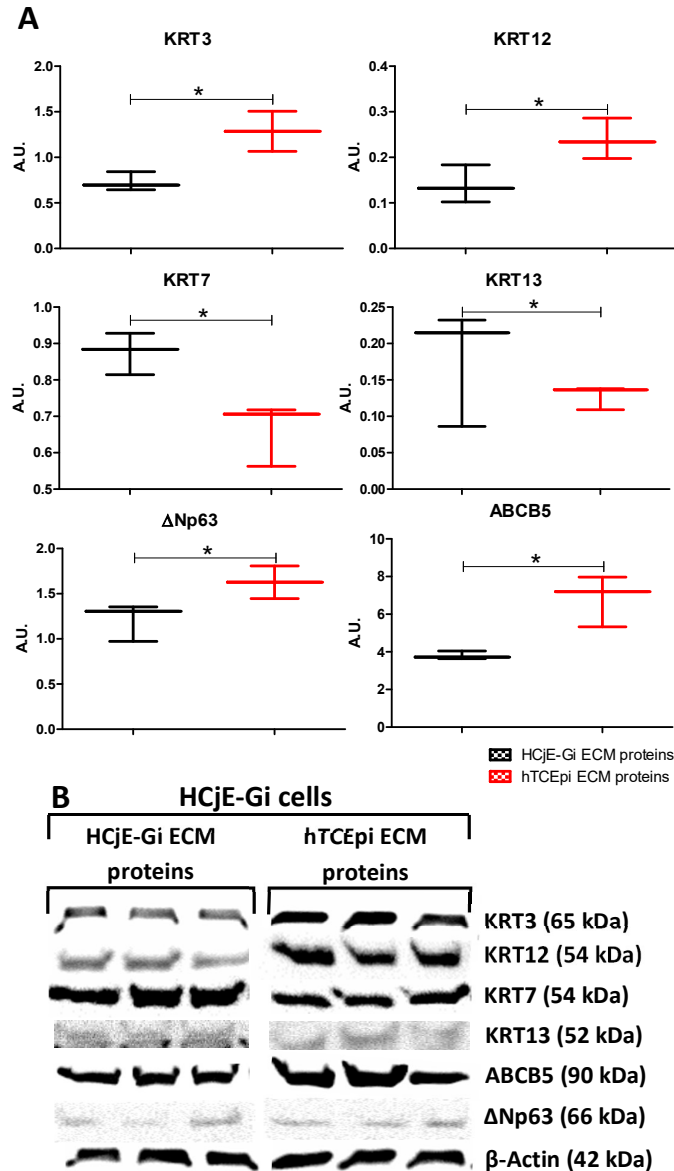 A
KRT3
2.0
1.5
1.0
0.5
0.0
A.U.
*
KRT12
0.4
0.3
0.2
0.1
0.0
A.U.
*
KRT7
1.0
0.9
0.8
0.7
0.6
0.5
A.U.
*
KRT13
0.25
0.20
0.15
0.10
0.05
0.00
A.U.
*
ΔNp63
2.0
1.5
1.0
0.5
0.0
A.U.
*
ABCB5
10
8
6
4
2
0
A.U.
*
HCjE-Gi ECM proteins
hTCEpi ECM proteins
B
HCjE-Gi cells
HCjE-Gi ECM
proteins
hTCEpi ECM
proteins
KRT3 (65 kDa)
KRT12 (54 kDa)
KRT7 (54 kDa)
KRT13 (52 kDa)
ABCB5 (90 kDa)
ΔNp63 (66 kDa)
β-Actin (42 kDa)